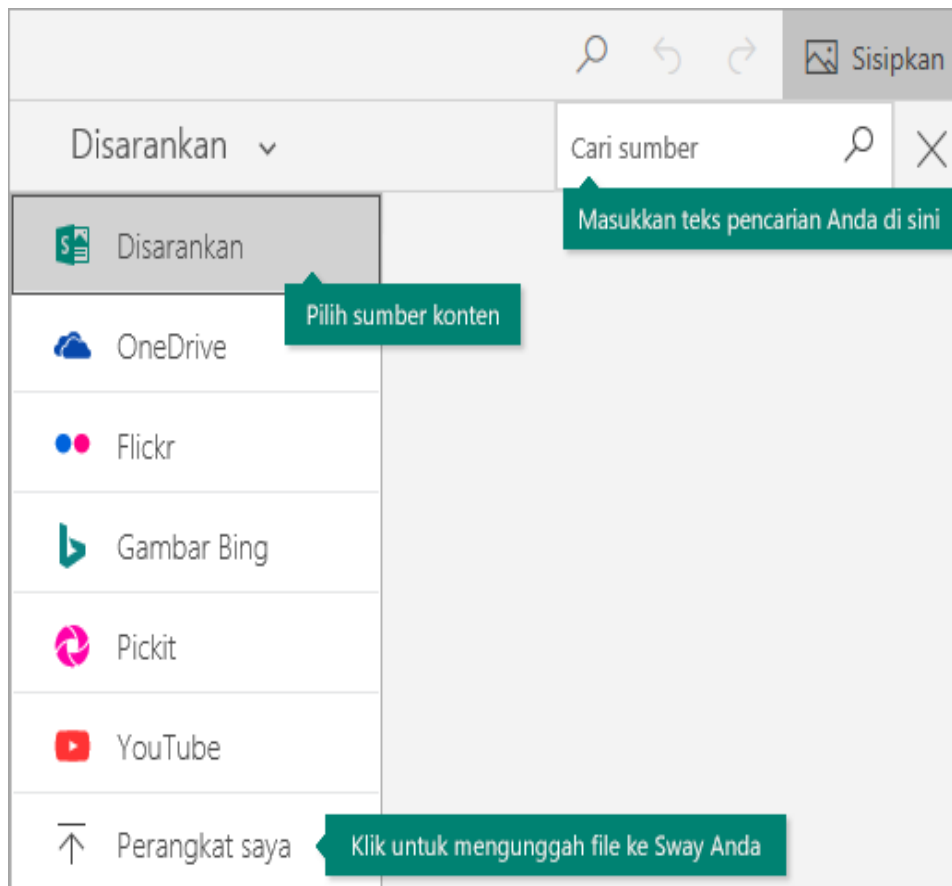 Sisipkan
Disarankan
Cari sumber
Masukkan teks pencarian Anda di sini
Disarankan
Pilih sumber konten
OneDrive
Flickr
Gambar Bing
Pickit
YouTube
Perangkat saya
Klik untuk mengunggah file ke Sway Anda